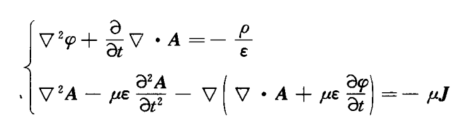 ∇²φ + ∂/∂t ∇ · A = − ρ/ε
∇²A − με ∂²A/∂t² − ∇(∇ · A + με ∂φ/∂t) = − μJ